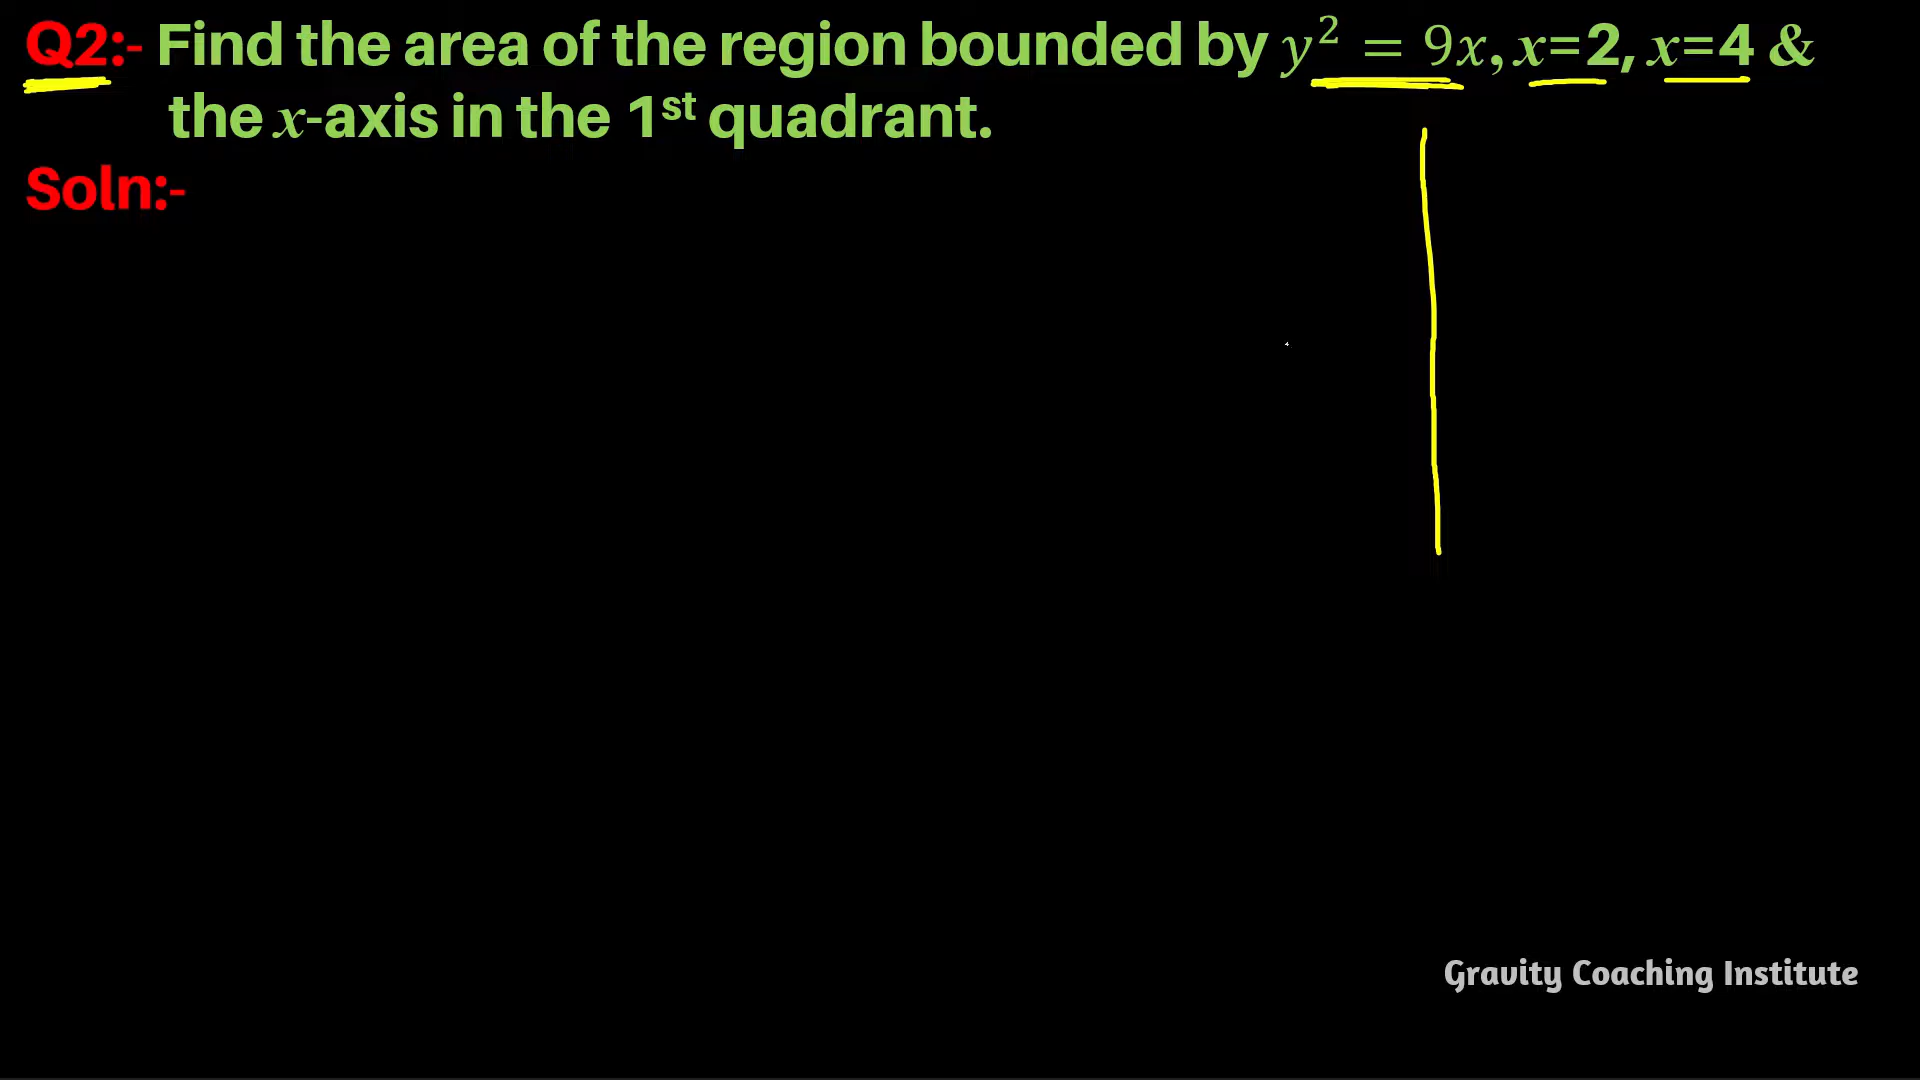 Q2:- Find the area of the region bounded by y² = 9x, x=2, x=4 &
the x-axis in the 1st quadrant.
Soln:-
Gravity Coaching Institute